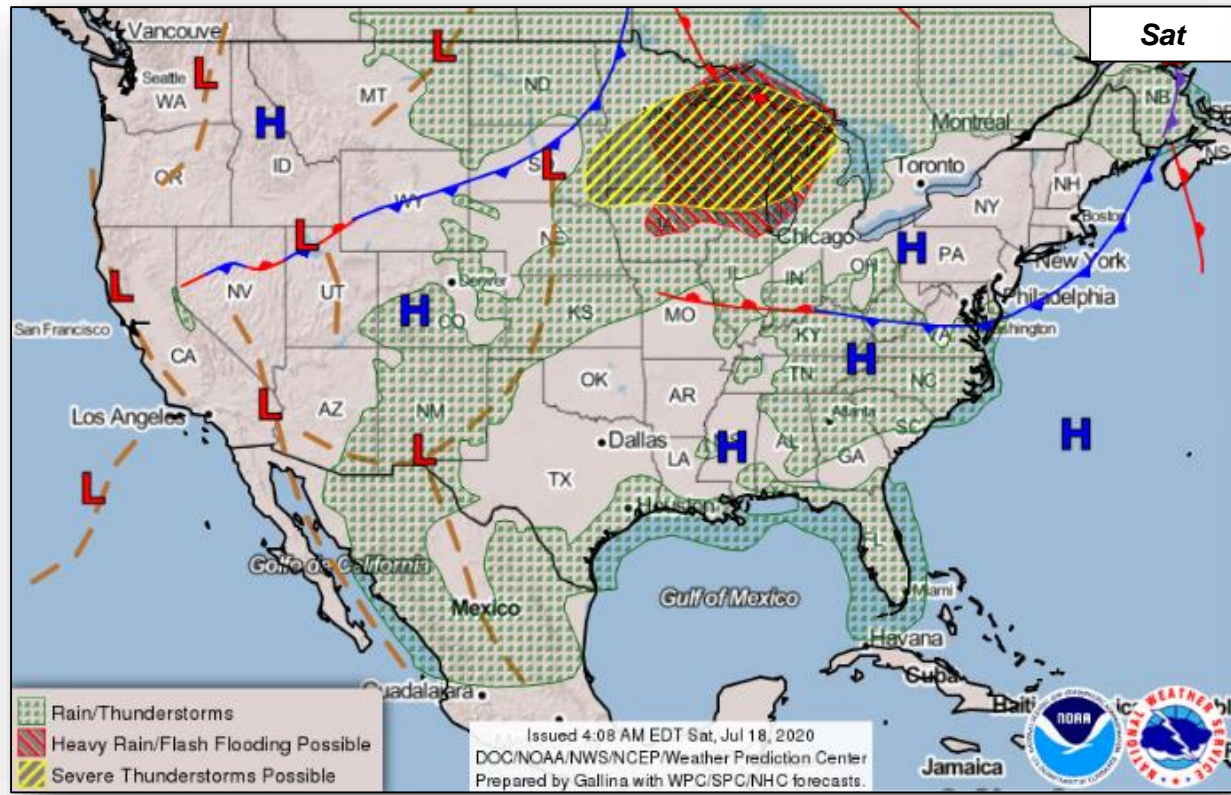 Sat
Vancouver
Seattle
L
WA
L
MT
ND
H
OR
ID
WY
L
Montréal
NB
NS
Toronto
NH
NY
Boston
Chicago
H
PA
New York
Philadelphia
L
NV
UT
NE
IL
IN
OH
L
San Francisco
CA
Denver
H
CO
KS
MO
KY
H
TN
NC
Los Angeles
L
AZ
NM
L
OK
AR
Atlanta
SC
Dallas
LA
H
AL
GA
H
L
TX
Houston
FL
Golfo de California
Mexico
Gulf of Mexico
Miami
Havana
Cuba
Guadalajara
Jamaica
Rain/Thunderstorms
Heavy Rain/Flash Flooding Possible
Severe Thunderstorms Possible
Issued 4:08 AM EDT Sat, Jul 18, 2020
DOC/NOAA/NWS/NCEP/Weather Prediction Center
Prepared by Gallina with WPC/SPC/NHC forecasts.
NOAA
NATIONAL WEATHER SERVICE